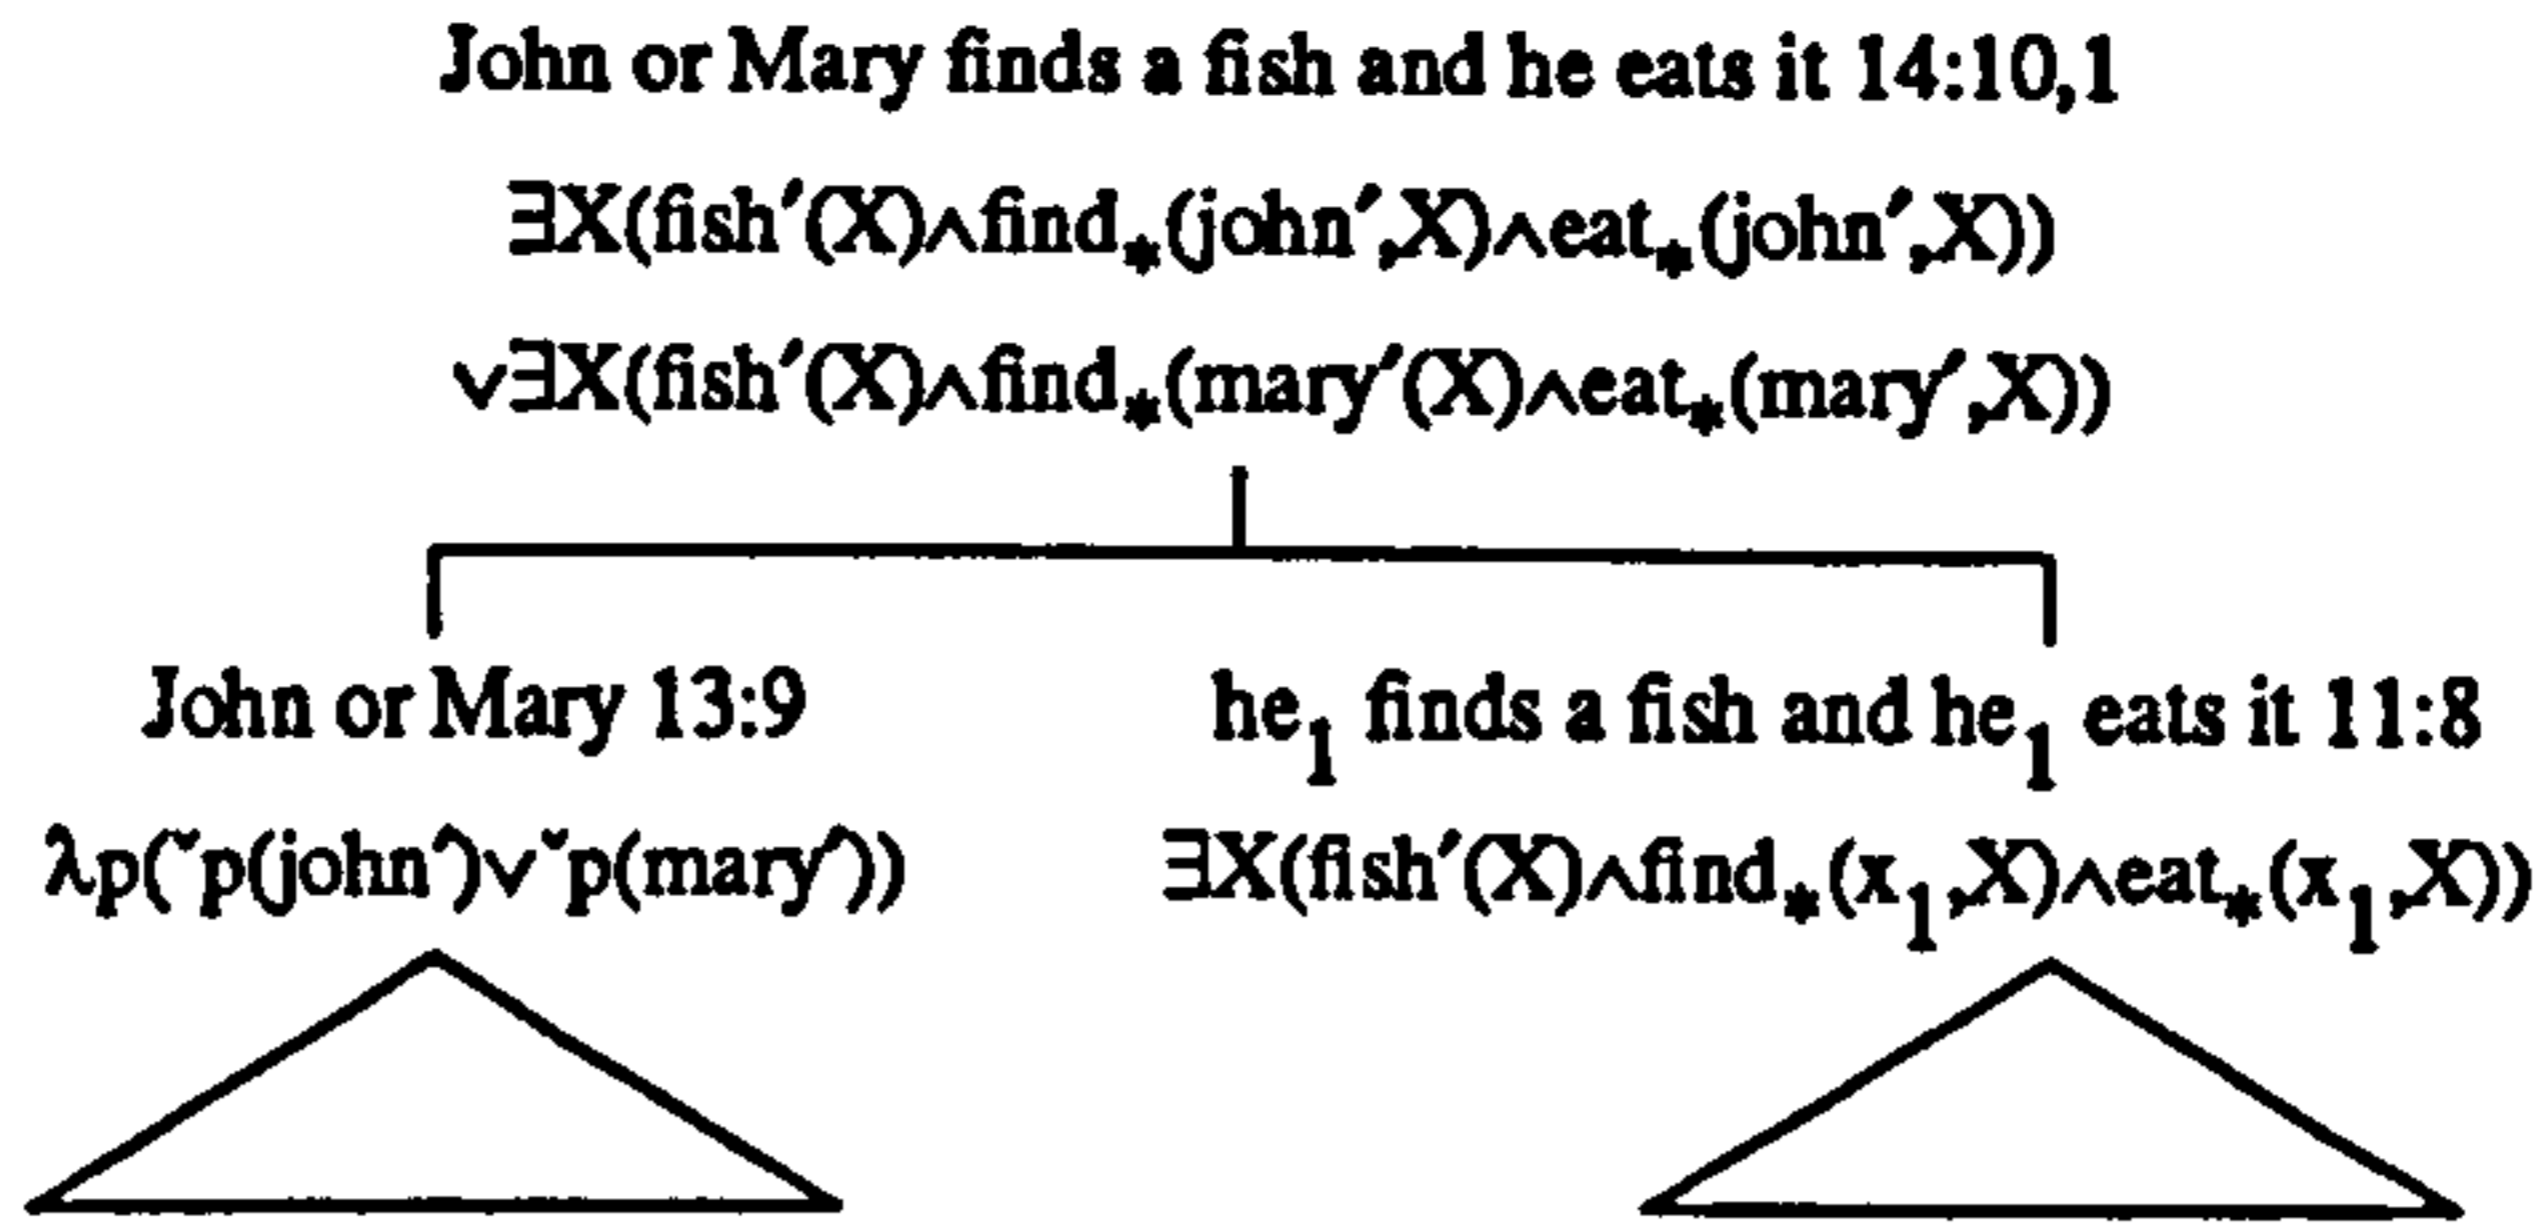 John or Mary finds a fish and he eats it 14:10,1
∃X(fish′(X)∧find⁎(john′,X)∧eat⁎(john′,X))
∨∃X(fish′(X)∧find⁎(mary′(X)∧eat⁎(mary′,X))
John or Mary 13:9
he₁ finds a fish and he₁ eats it 11:8
λp(ˇp(john′)∨ˇp(mary′))
∃X(fish′(X)∧find⁎(x₁,X)∧eat⁎(x₁,X))